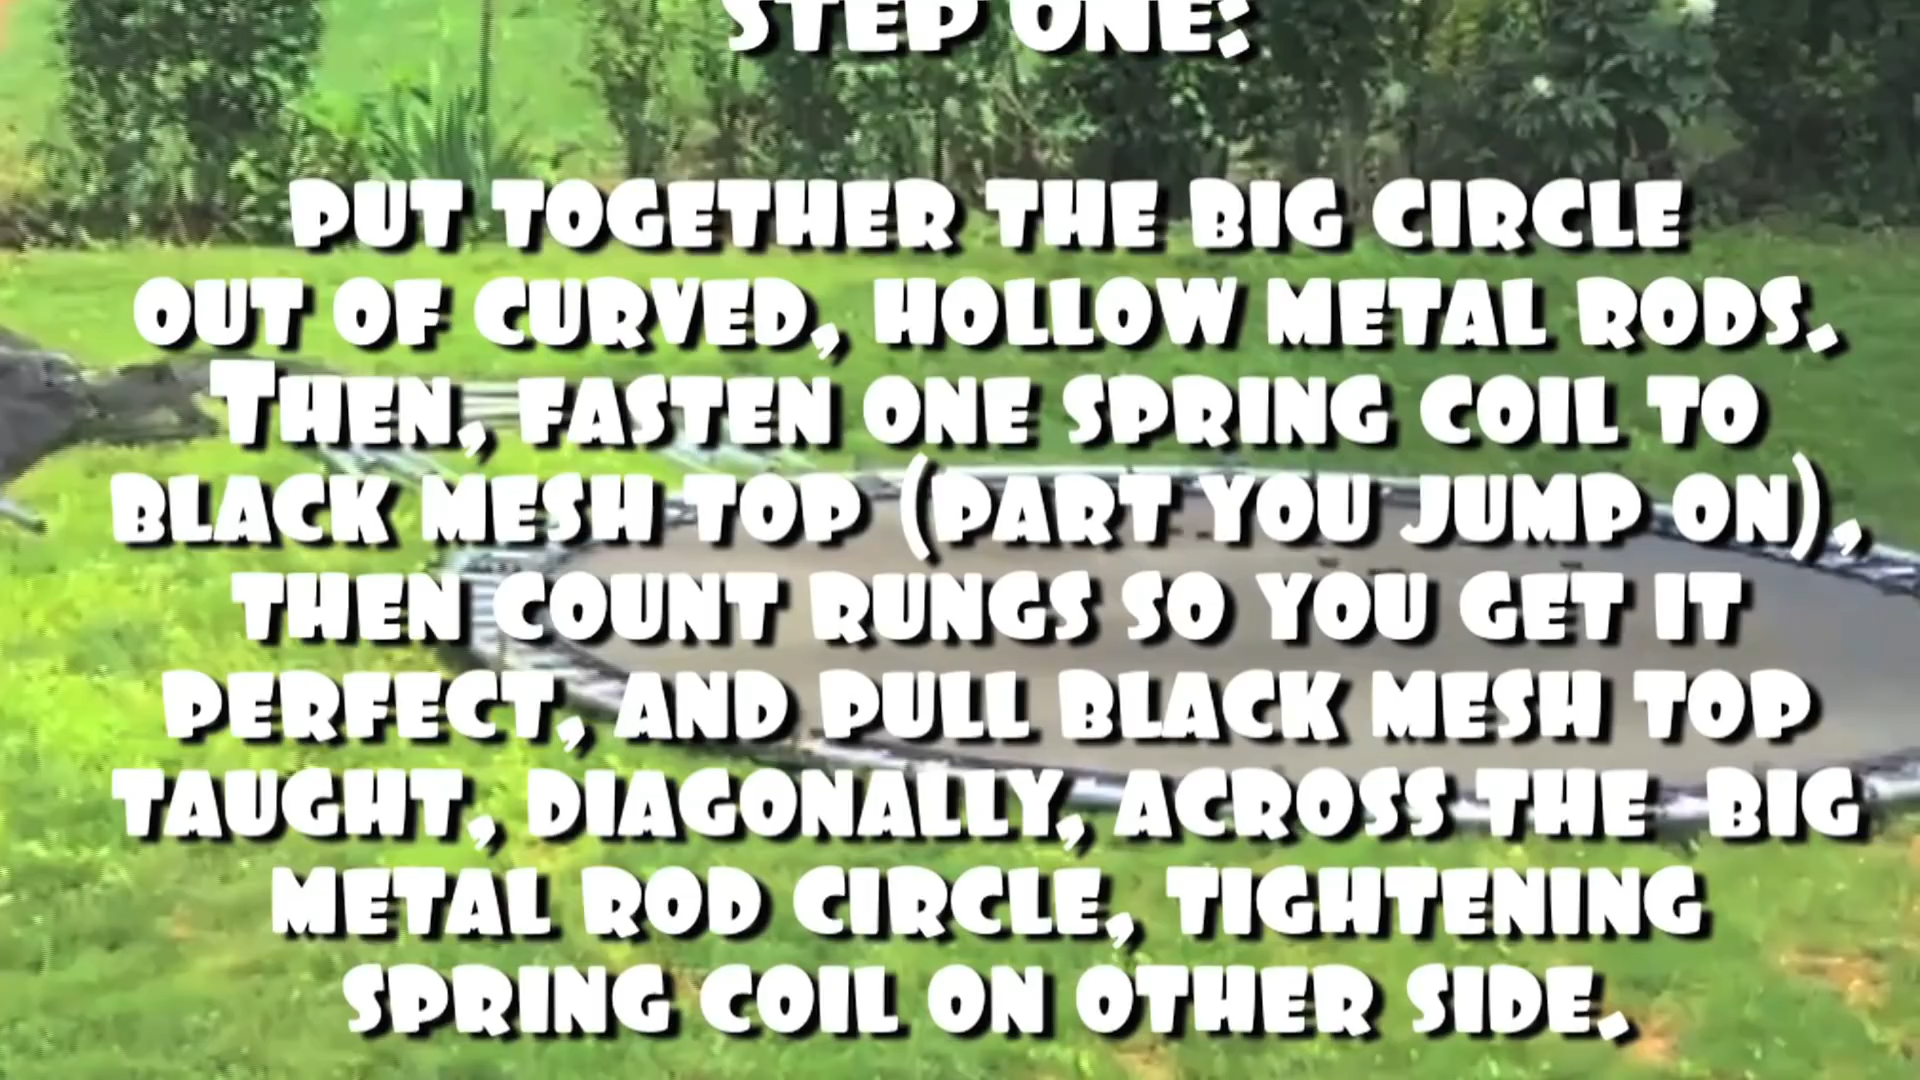 STEP ONE:
PUT TOGETHER THE BIG CIRCLE
OUT OF CURVED, HOLLOW METAL RODS.
THEN, FASTEN ONE SPRING COIL TO
BLACK MESH TOP (PART YOU JUMP ON),
THEN COUNT RUNGS SO YOU GET IT
PERFECT, AND PULL BLACK MESH TOP
TAUGHT, DIAGONALLY, ACROSS THE BIG
METAL ROD CIRCLE, TIGHTENING
SPRING COIL ON OTHER SIDE.